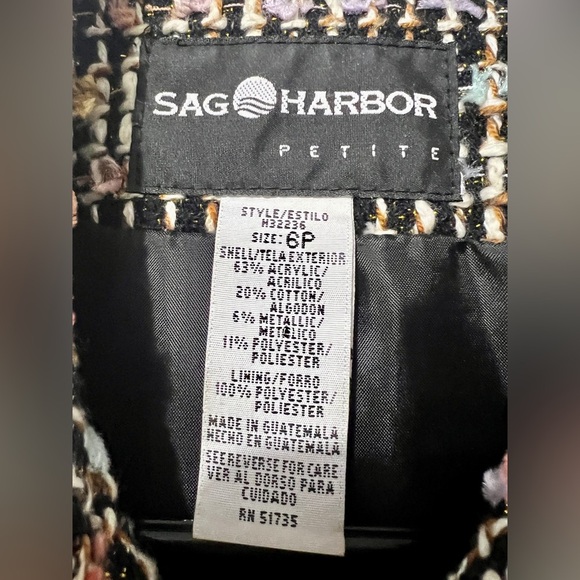 SAG HARBOR
PETITE
STYLE/ESTILO
H32236
SIZE: 6P
SHELL/TELA EXTERIOR
63% ACRYLIC/
ACRILICO
20% COTTON/
ALGODON
6% METALLIC/
METALICO
11% POLYESTER/
POLIESTER
LINING/FORRO
100% POLYESTER/
POLIESTER
MADE IN GUATEMALA
HECHO EN GUATEMALA
SEE REVERSE FOR CARE
VER AL DORSO PARA
CUIDADO
RN 51735